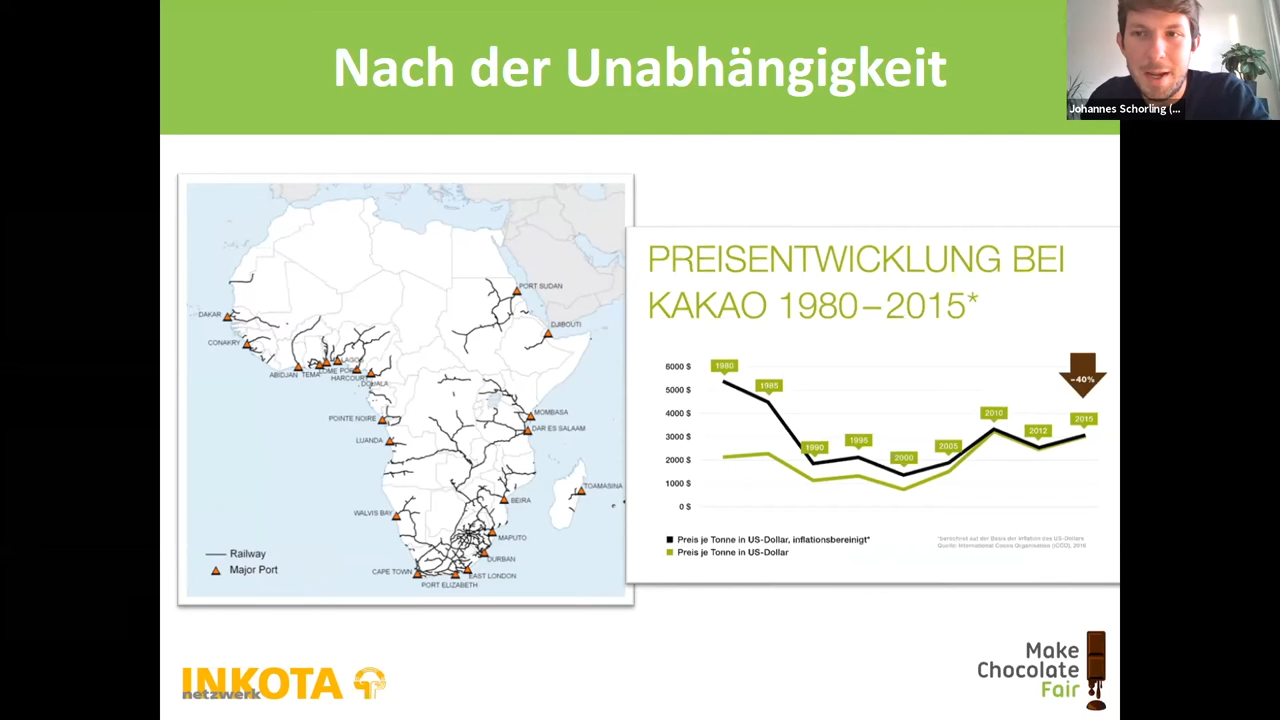 Nach der Unabhängigkeit
Johannes Schorling (...
PORT SUDAN
DJIBOUTI
DAKAR
CONAKRY
LAGOS
ABIDJAN TEMA LOME PORT
HARCOURT
DOUALA
POINTE NOIRE
MOMBASA
DAR ES SALAAM
LUANDA
TOAMASINA
BEIRA
WALVIS BAY
MAPUTO
DURBAN
CAPE TOWN
EAST LONDON
PORT ELIZABETH
Railway
Major Port
PREISENTWICKLUNG BEI
KAKAO 1980–2015*
6000 $
5000 $
4000 $
3000 $
2000 $
1000 $
0 $
1980
1985
1990
1995
2000
2005
2010
2012
2015
–40%
Preis je Tonne in US-Dollar, inflationsbereinigt*
Preis je Tonne in US-Dollar
*berechnet auf der Basis der Inflation des US-Dollars
Quelle: International Cocoa Organisation (ICCO), 2016
INKOTA
netzwerk
Make
Chocolate
Fair